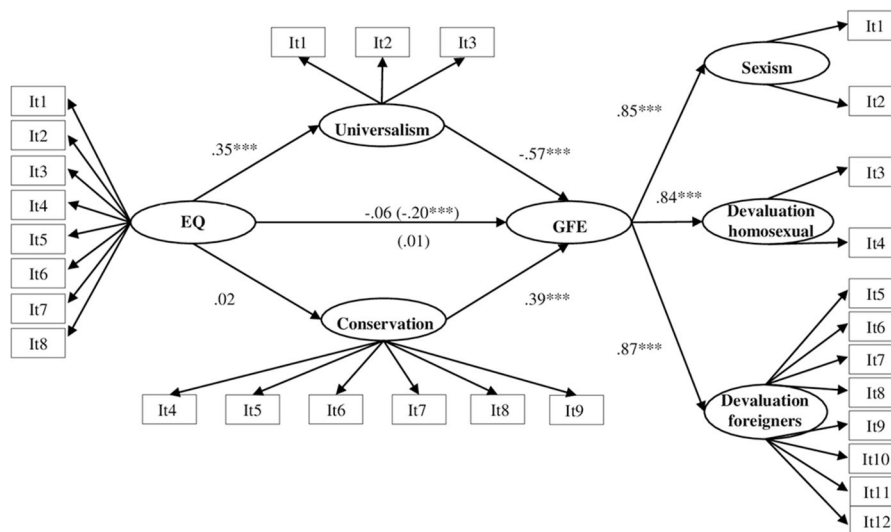 It1
It2
It3
It4
It5
It6
It7
It8
EQ
.35***
-.06 (-.20***)
(.01)
.02
It1
It2
It3
Universalism
Conservation
It4
It5
It6
It7
It8
It9
-.57***
.39***
GFE
.85***
.84***
.87***
Sexism
It1
It2
Devaluation
homosexual
It3
It4
Devaluation
foreigners
It5
It6
It7
It8
It9
It10
It11
It12